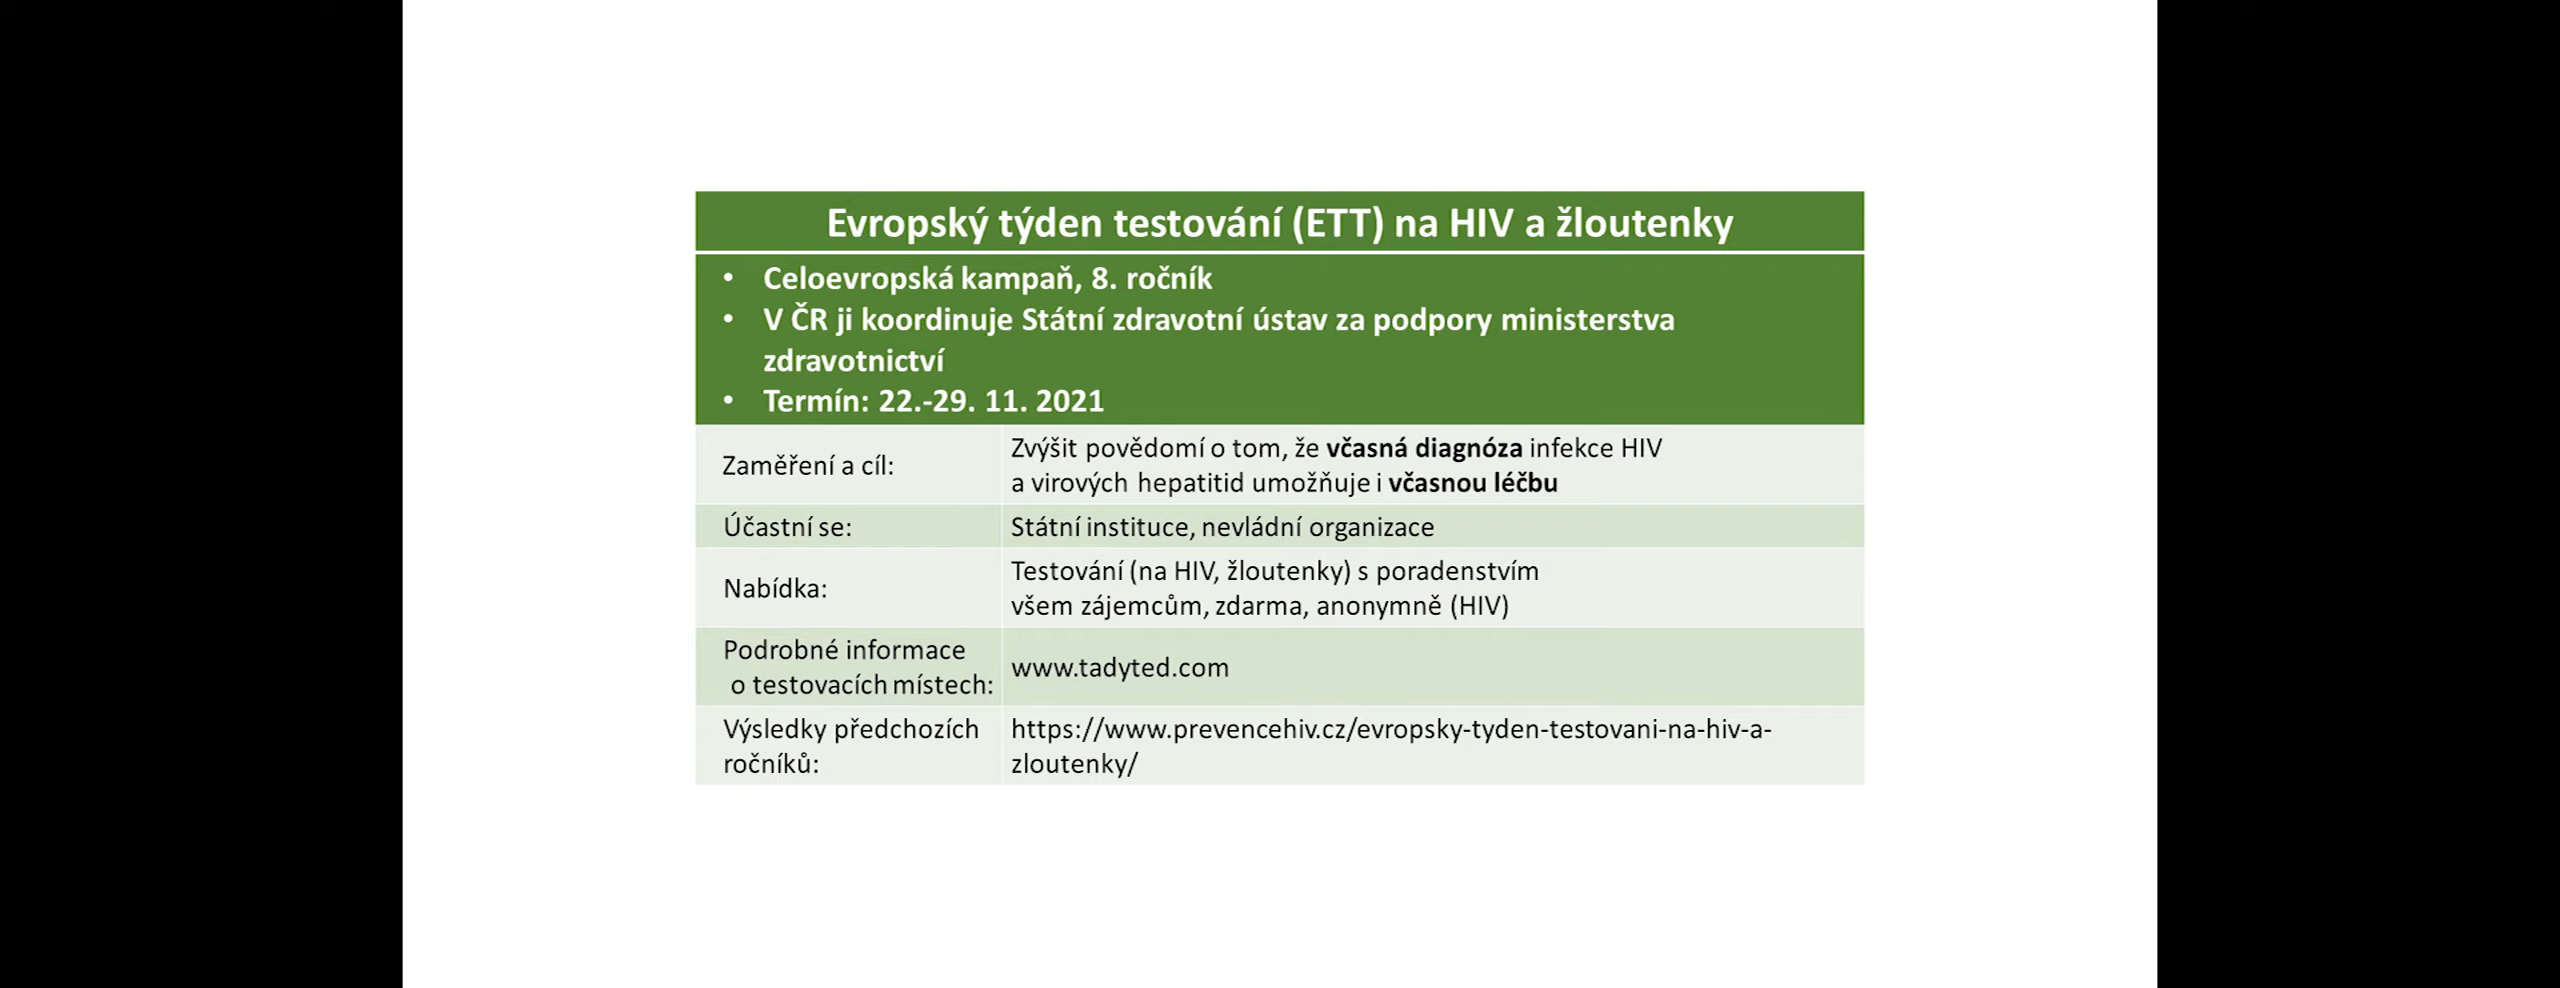 Evropský týden testování (ETT) na HIV a žloutenky
• Celoevropská kampaň, 8. ročník
• V ČR ji koordinuje Státní zdravotní ústav za podpory ministerstva
zdravotnictví
• Termín: 22.-29. 11. 2021
Zaměření a cíl:
Zvýšit povědomí o tom, že včasná diagnóza infekce HIV
a virových hepatitid umožňuje i včasnou léčbu
Účastní se:
Státní instituce, nevládní organizace
Nabídka:
Testování (na HIV, žloutenky) s poradenstvím
všem zájemcům, zdarma, anonymně (HIV)
Podrobné informace
o testovacích místech:
www.tadyted.com
Výsledky předchozích
ročníků:
https://www.prevencehiv.cz/evropsky-tyden-testovani-na-hiv-a-
zloutenky/